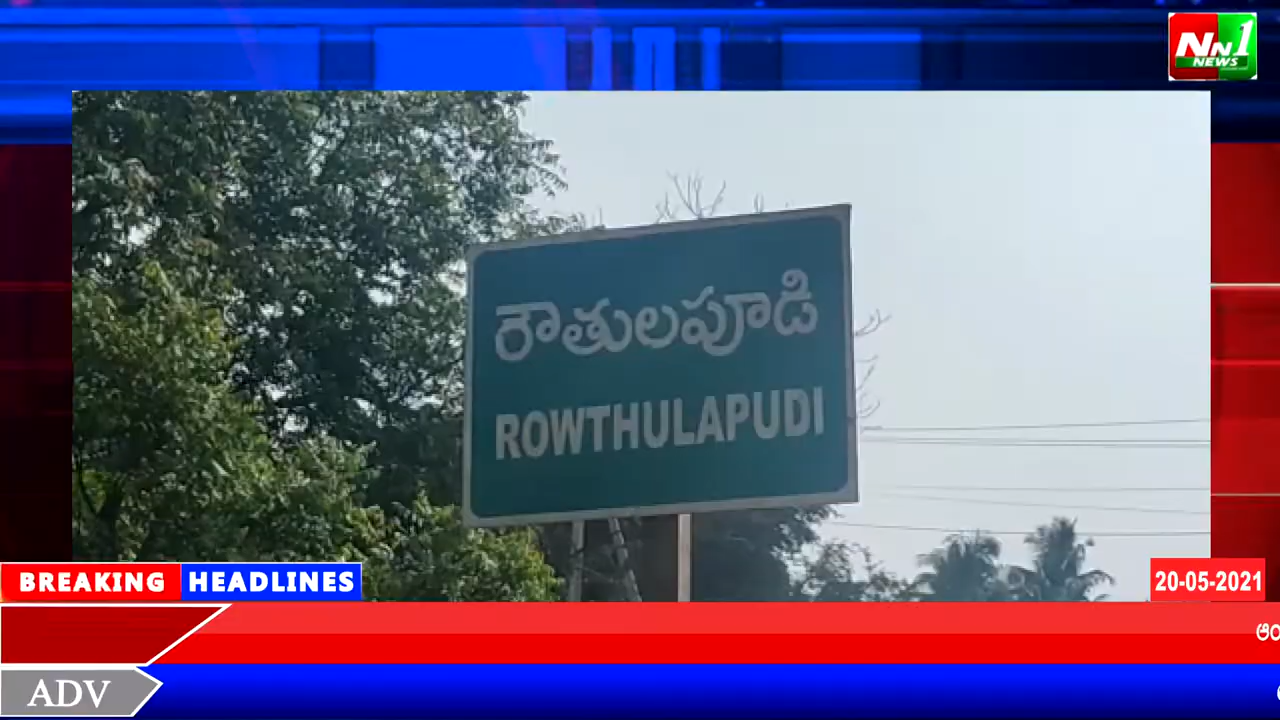 NN1
NEWS
రౌతులపూడి
ROWTHULAPUDI
BREAKING HEADLINES
20-05-2021
ADV